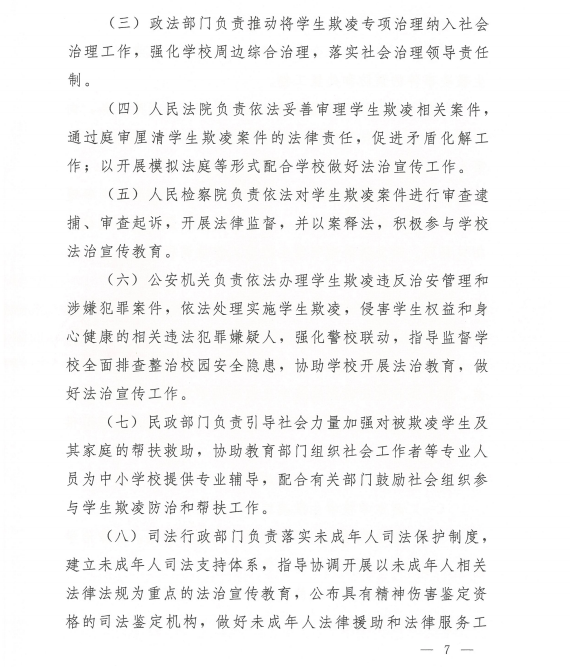 （三）政法部门负责推动将学生欺凌专项治理纳入社会
治理工作，强化学校周边综合治理，落实社会治理领导责任
制。
（四）人民法院负责依法妥善审理学生欺凌相关案件，
通过庭审厘清学生欺凌案件的法律责任，促进矛盾化解工
作；以开展模拟法庭等形式配合学校做好法治宣传工作。
（五）人民检察院负责依法对学生欺凌案件进行审查逮
捕、审查起诉，开展法律监督，并以案释法，积极参与学校
法治宣传教育。
（六）公安机关负责依法办理学生欺凌违反治安管理和
涉嫌犯罪案件，依法处理实施学生欺凌，侵害学生权益和身
心健康的相关违法犯罪嫌疑人，强化警校联动，指导监督学
校全面排查整治校园安全隐患，协助学校开展法治教育，做
好法治宣传工作。
（七）民政部门负责引导社会力量加强对被欺凌学生及
其家庭的帮扶救助，协助教育部门组织社会工作者等专业人
员为中小学校提供专业辅导，配合有关部门鼓励社会组织参
与学生欺凌防治和帮扶工作。
（八）司法行政部门负责落实未成年人司法保护制度，
建立未成年人司法支持体系，指导协调开展以未成年人相关
法律法规为重点的法治宣传教育，公布具有精神伤害鉴定资
格的司法鉴定机构，做好未成年人法律援助和法律服务工
— 7 —